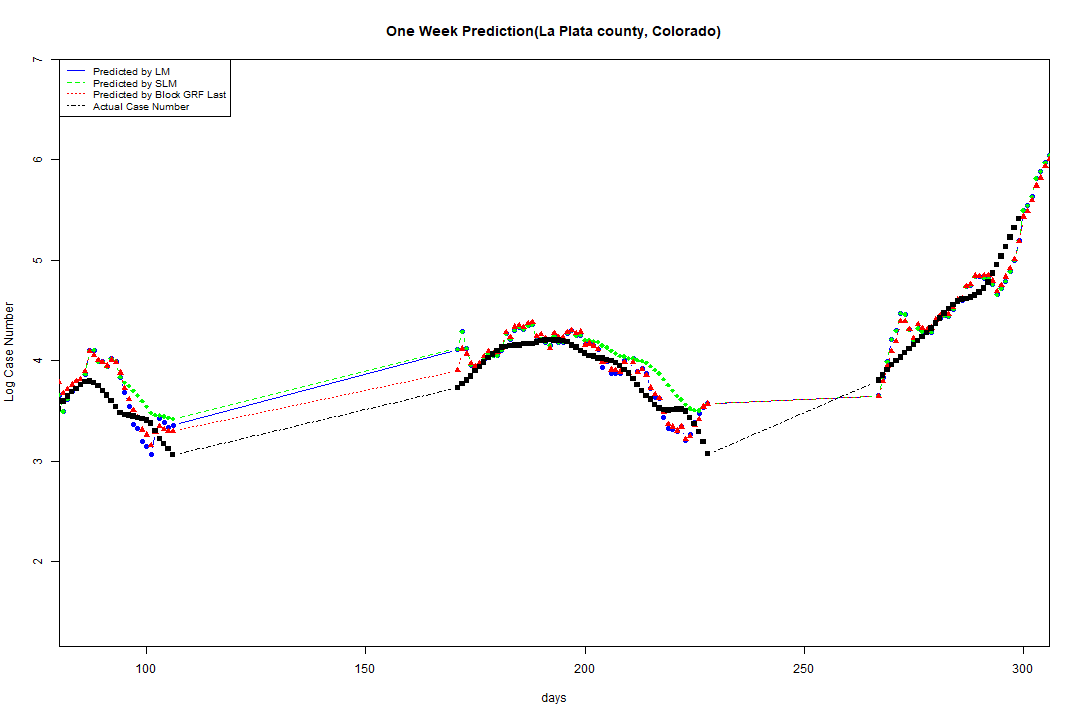 One Week Prediction(La Plata county, Colorado)
Predicted by LM
Predicted by SLM
Predicted by Block GRF Last
Actual Case Number
7
6
5
4
3
2
Log Case Number
100 150 200 250 300
days